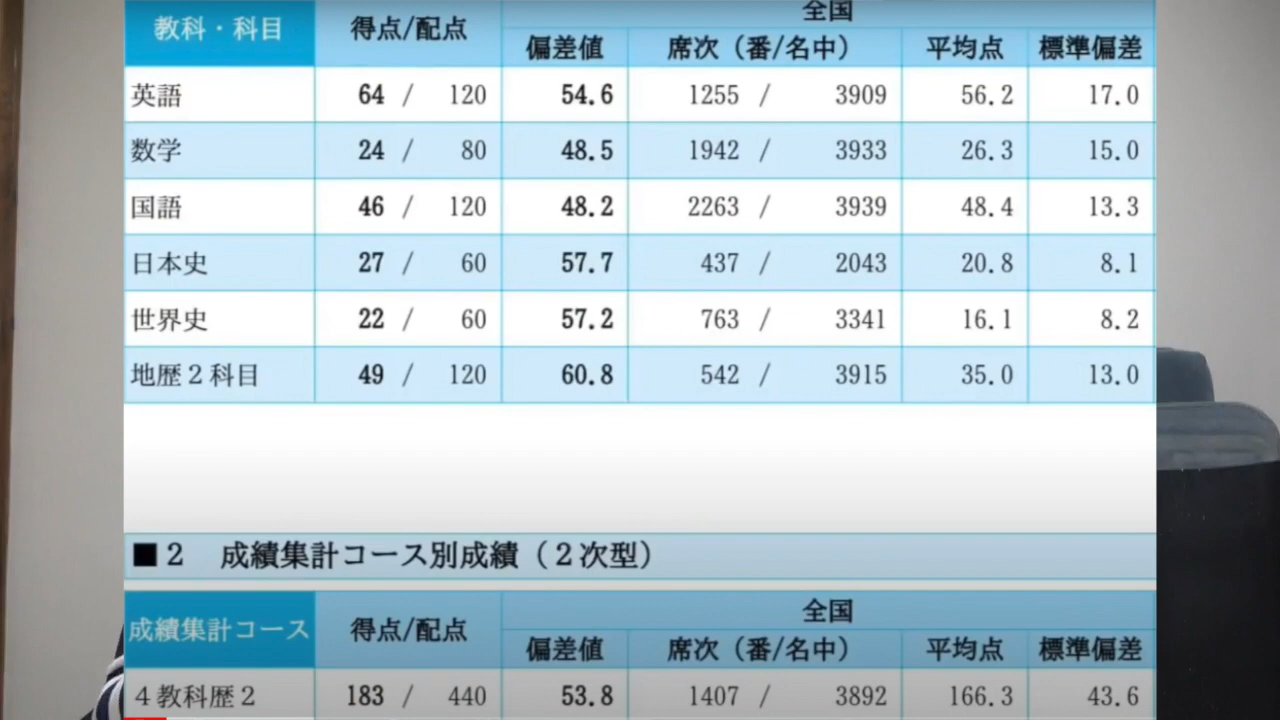 教科・科目 得点/配点 全国
偏差値 席次（番/名中） 平均点 標準偏差
英語 64 / 120 54.6 1255 / 3909 56.2 17.0
数学 24 / 80 48.5 1942 / 3933 26.3 15.0
国語 46 / 120 48.2 2263 / 3939 48.4 13.3
日本史 27 / 60 57.7 437 / 2043 20.8 8.1
世界史 22 / 60 57.2 763 / 3341 16.1 8.2
地歴２科目 49 / 120 60.8 542 / 3915 35.0 13.0
■２ 成績集計コース別成績（２次型）
成績集計コース 得点/配点 全国
偏差値 席次（番/名中） 平均点 標準偏差
４教科歴２ 183 / 440 53.8 1407 / 3892 166.3 43.6